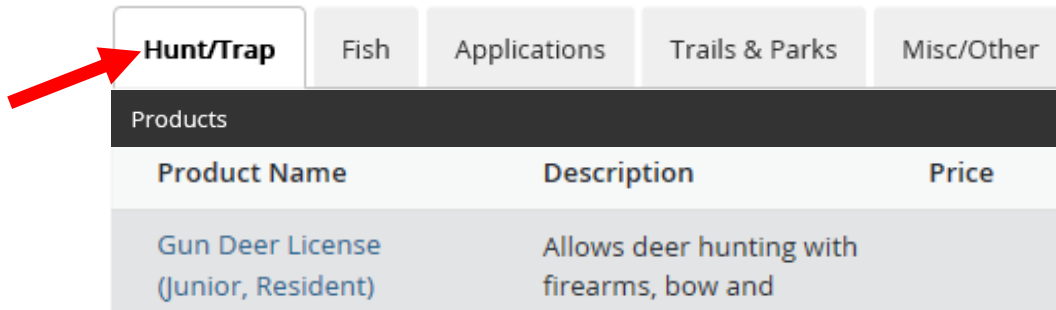 Hunt/Trap Fish Applications Trails & Parks Misc/Other
Products
Product Name Description Price
Gun Deer License Allows deer hunting with
(Junior, Resident) firearms, bow and